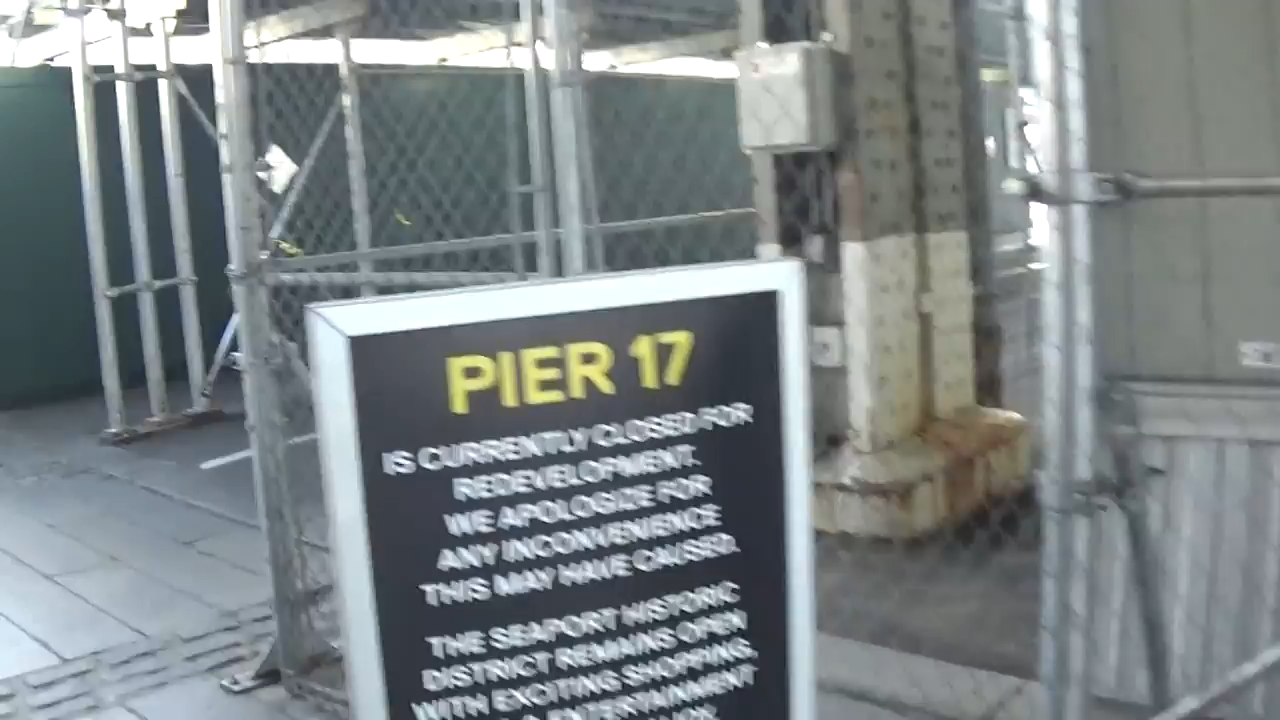 PIER 17
IS CURRENTLY CLOSED FOR
REDEVELOPMENT.
WE APOLOGIZE FOR
ANY INCONVENIENCE
THIS MAY HAVE CAUSED.
THE SEAPORT HISTORIC
DISTRICT REMAINS OPEN
WITH EXCITING SHOPPING,
& ENTERTAINMENT